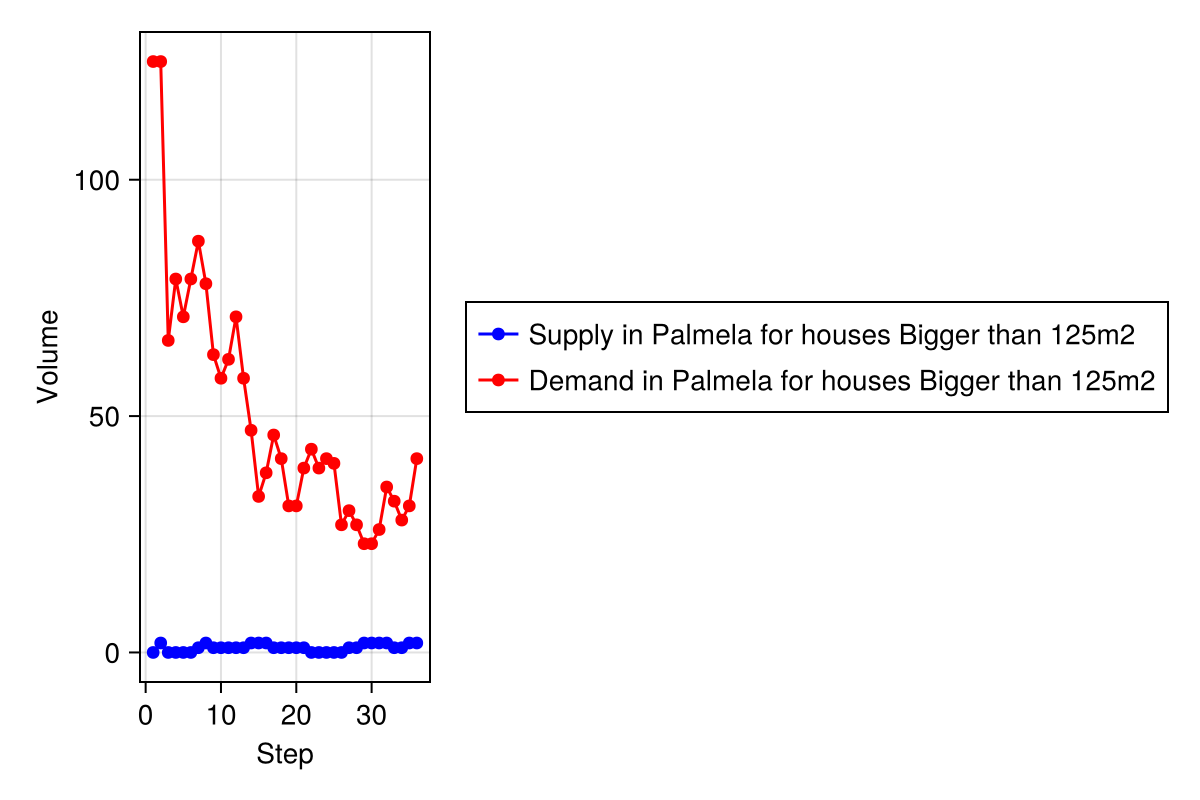 Volume
100
50
0
0 10 20 30
Step
Supply in Palmela for houses Bigger than 125m2
Demand in Palmela for houses Bigger than 125m2